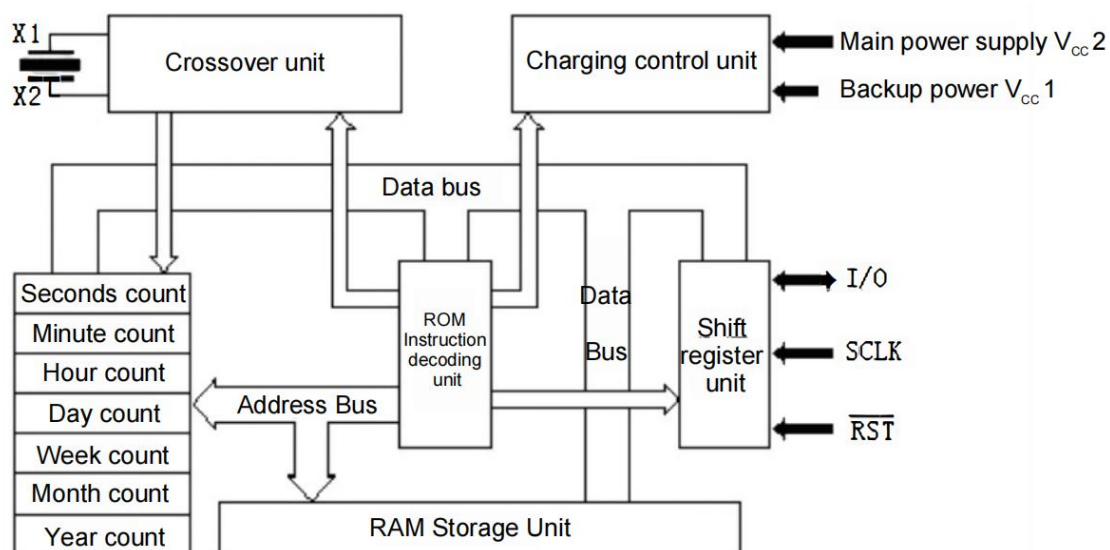 X1
X2
Crossover unit
Charging control unit
Main power supply Vcc2
Backup power Vcc1
Data bus
Seconds count
Minute count
Hour count
Day count
Week count
Month count
Year count
ROM
Instruction
decoding
unit
Address Bus
Data
Bus
Shift
register
unit
I/O
SCLK
R̅S̅T̅
RAM Storage Unit